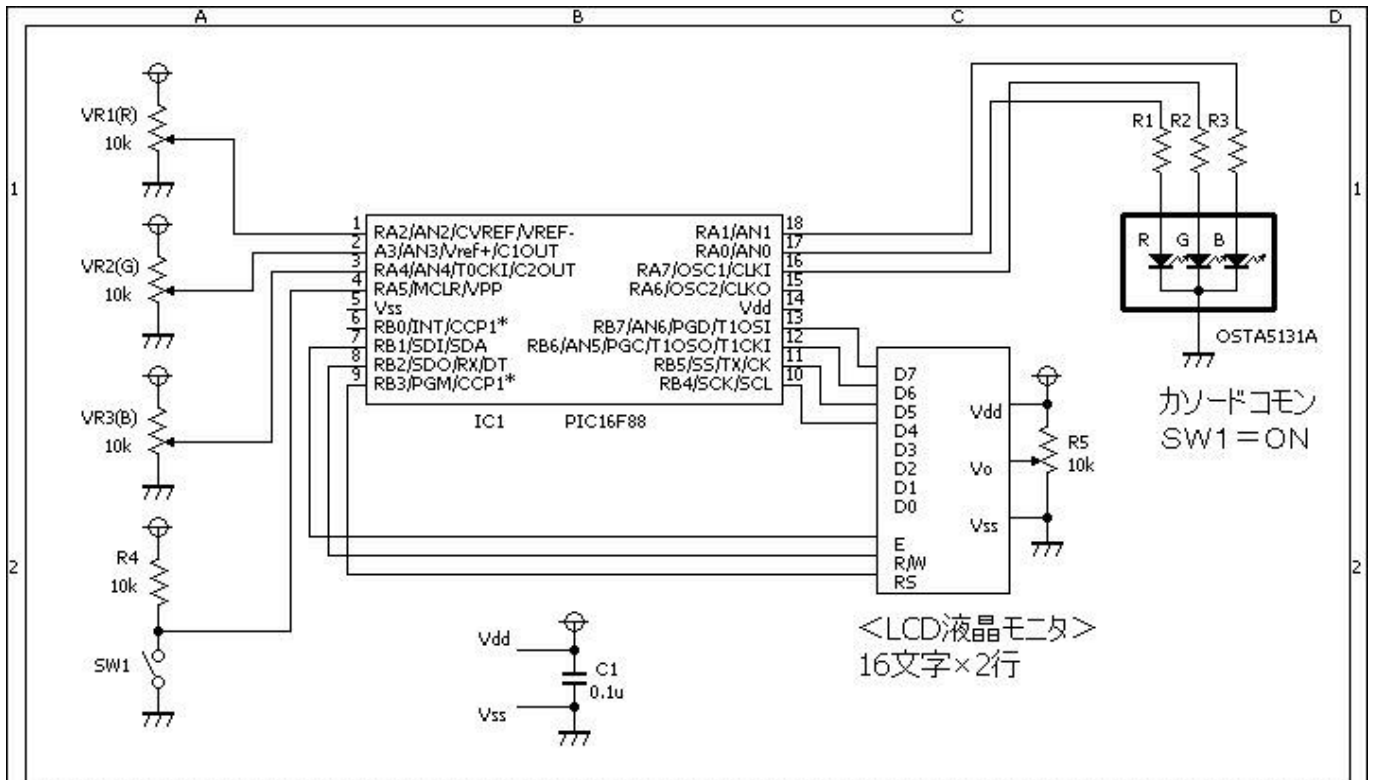 A B C D
1 1
2 2
VR1(R)
10k
VR2(G)
10k
VR3(B)
10k
R4
10k
SW1
1 RA2/AN2/CVREF/VREF-
2 A3/AN3/Vref+/C1OUT
3 RA4/AN4/T0CKI/C2OUT
4 RA5/MCLR/VPP
5 Vss
6 RB0/INT/CCP1*
7 RB1/SDI/SDA
8 RB2/SDO/RX/DT
9 RB3/PGM/CCP1*
RA1/AN1 18
RA0/AN0 17
RA7/OSC1/CLKI 16
RA6/OSC2/CLKO 15
Vdd 14
RB7/AN6/PGD/T1OSI 13
RB6/AN5/PGC/T1OSO/T1CKI 12
RB5/SS/TX/CK 11
RB4/SCK/SCL 10
IC1 PIC16F88
R1 R2 R3
R G B
OSTA5131A
カソードコモン
SW1=ON
D7
D6
D5
D4
D3
D2
D1
D0
E
R/W
RS
Vdd
Vo
Vss
R5
10k
<LCD液晶モニタ>
16文字×2行
Vdd
C1
0.1u
Vss